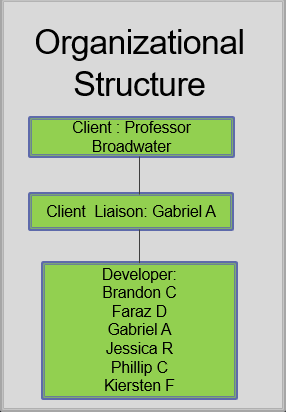 Organizational
Structure
Client : Professor
Broadwater
Client Liaison: Gabriel A
Developer:
Brandon C
Faraz D
Gabriel A
Jessica R
Phillip C
Kiersten F